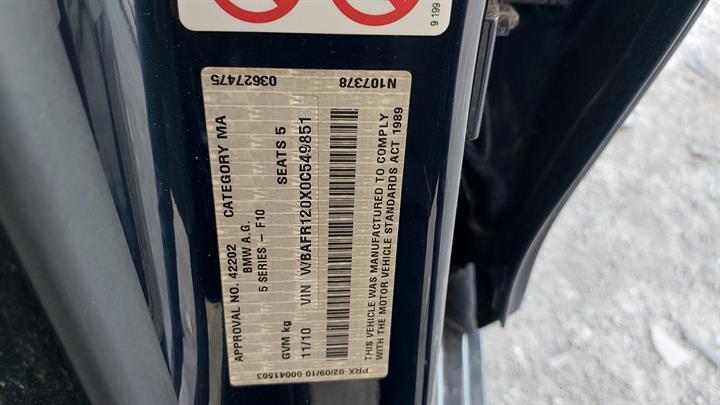 9 199
03627475 N107378
APPROVAL NO. 42202 CATEGORY MA
BMW A.G.
5 SERIES - F10
SEATS 5
GVM kg
11/10 VIN WBAFR120X0C549851
THIS VEHICLE WAS MANUFACTURED TO COMPLY
WITH THE MOTOR VEHICLE STANDARDS ACT 1989
PRX 02/09/10 00041503